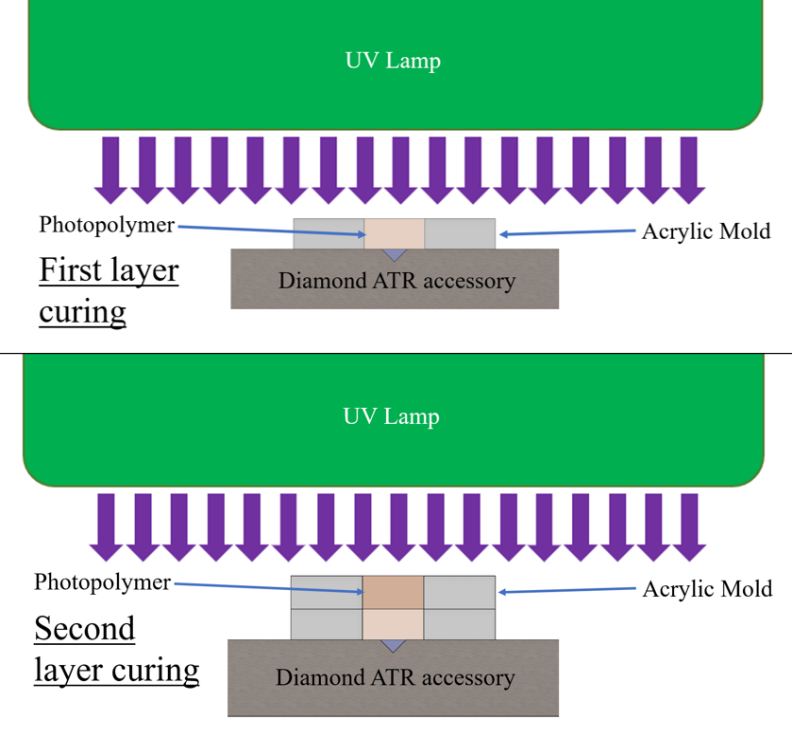 UV Lamp
Photopolymer
Acrylic Mold
First layer
curing
Diamond ATR accessory
UV Lamp
Photopolymer
Acrylic Mold
Second
layer curing
Diamond ATR accessory